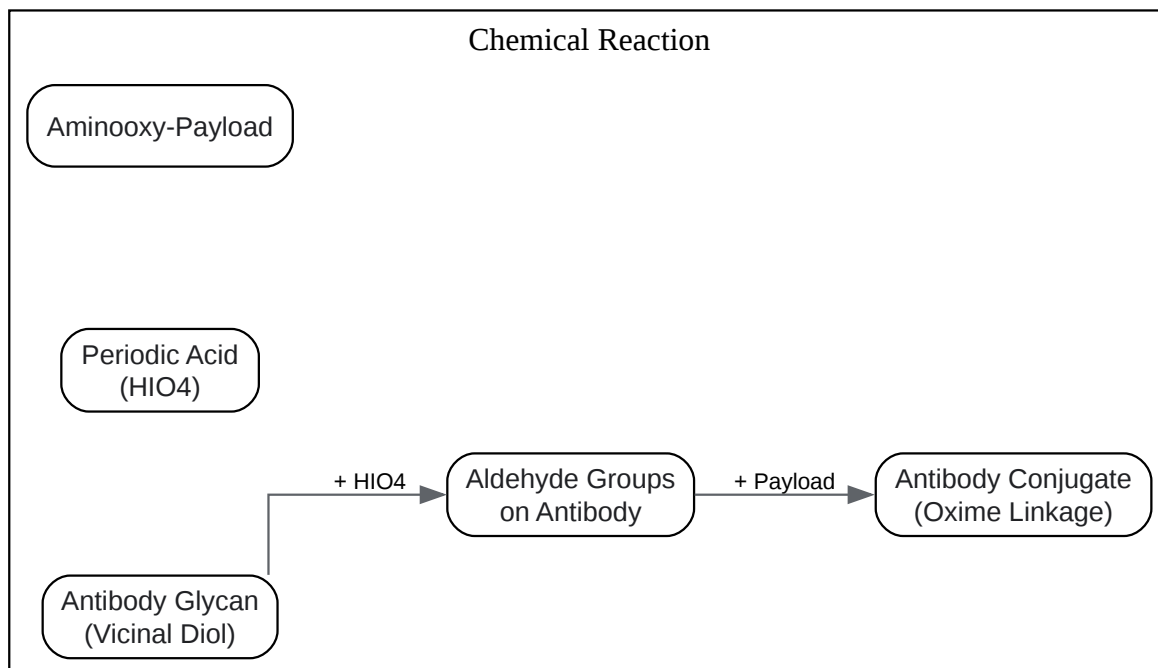 Chemical Reaction
Aminooxy-Payload
Periodic Acid
(HIO4)
+ HIO4
Aldehyde Groups
on Antibody
+ Payload
Antibody Conjugate
(Oxime Linkage)
Antibody Glycan
(Vicinal Diol)